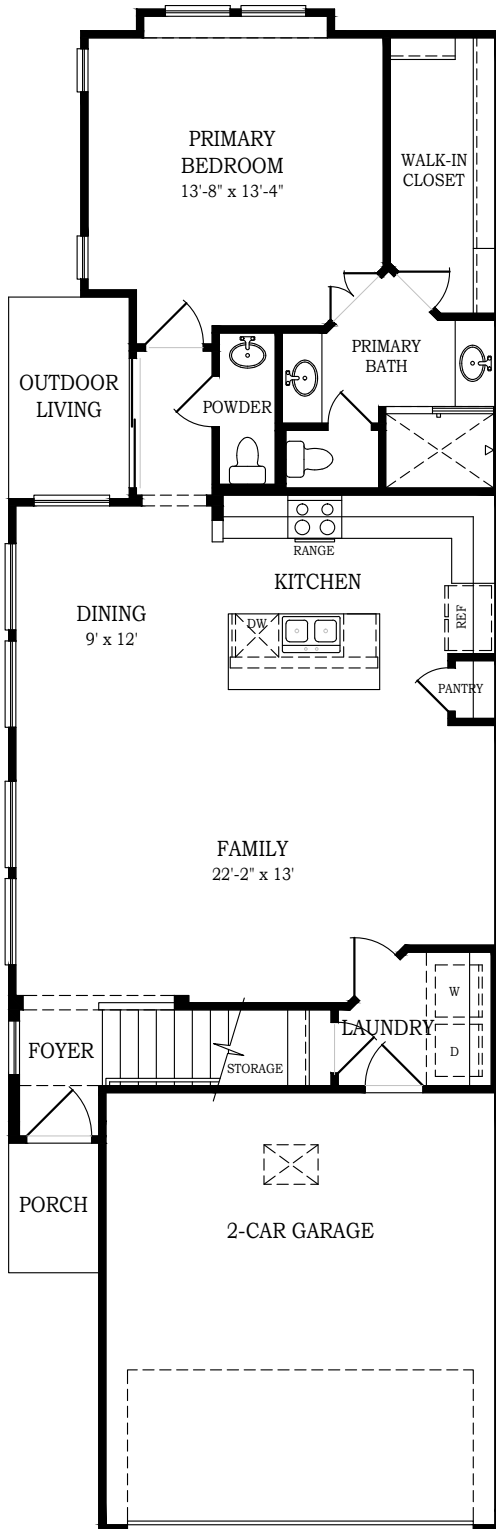 PRIMARY
BEDROOM
13'-8" x 13'-4"
WALK-IN
CLOSET
OUTDOOR
LIVING
POWDER
PRIMARY
BATH
RANGE
KITCHEN
DINING
9' x 12'
DW
REF
PANTRY
FAMILY
22'-2" x 13'
W
D
LAUNDRY
FOYER
STORAGE
PORCH
2-CAR GARAGE